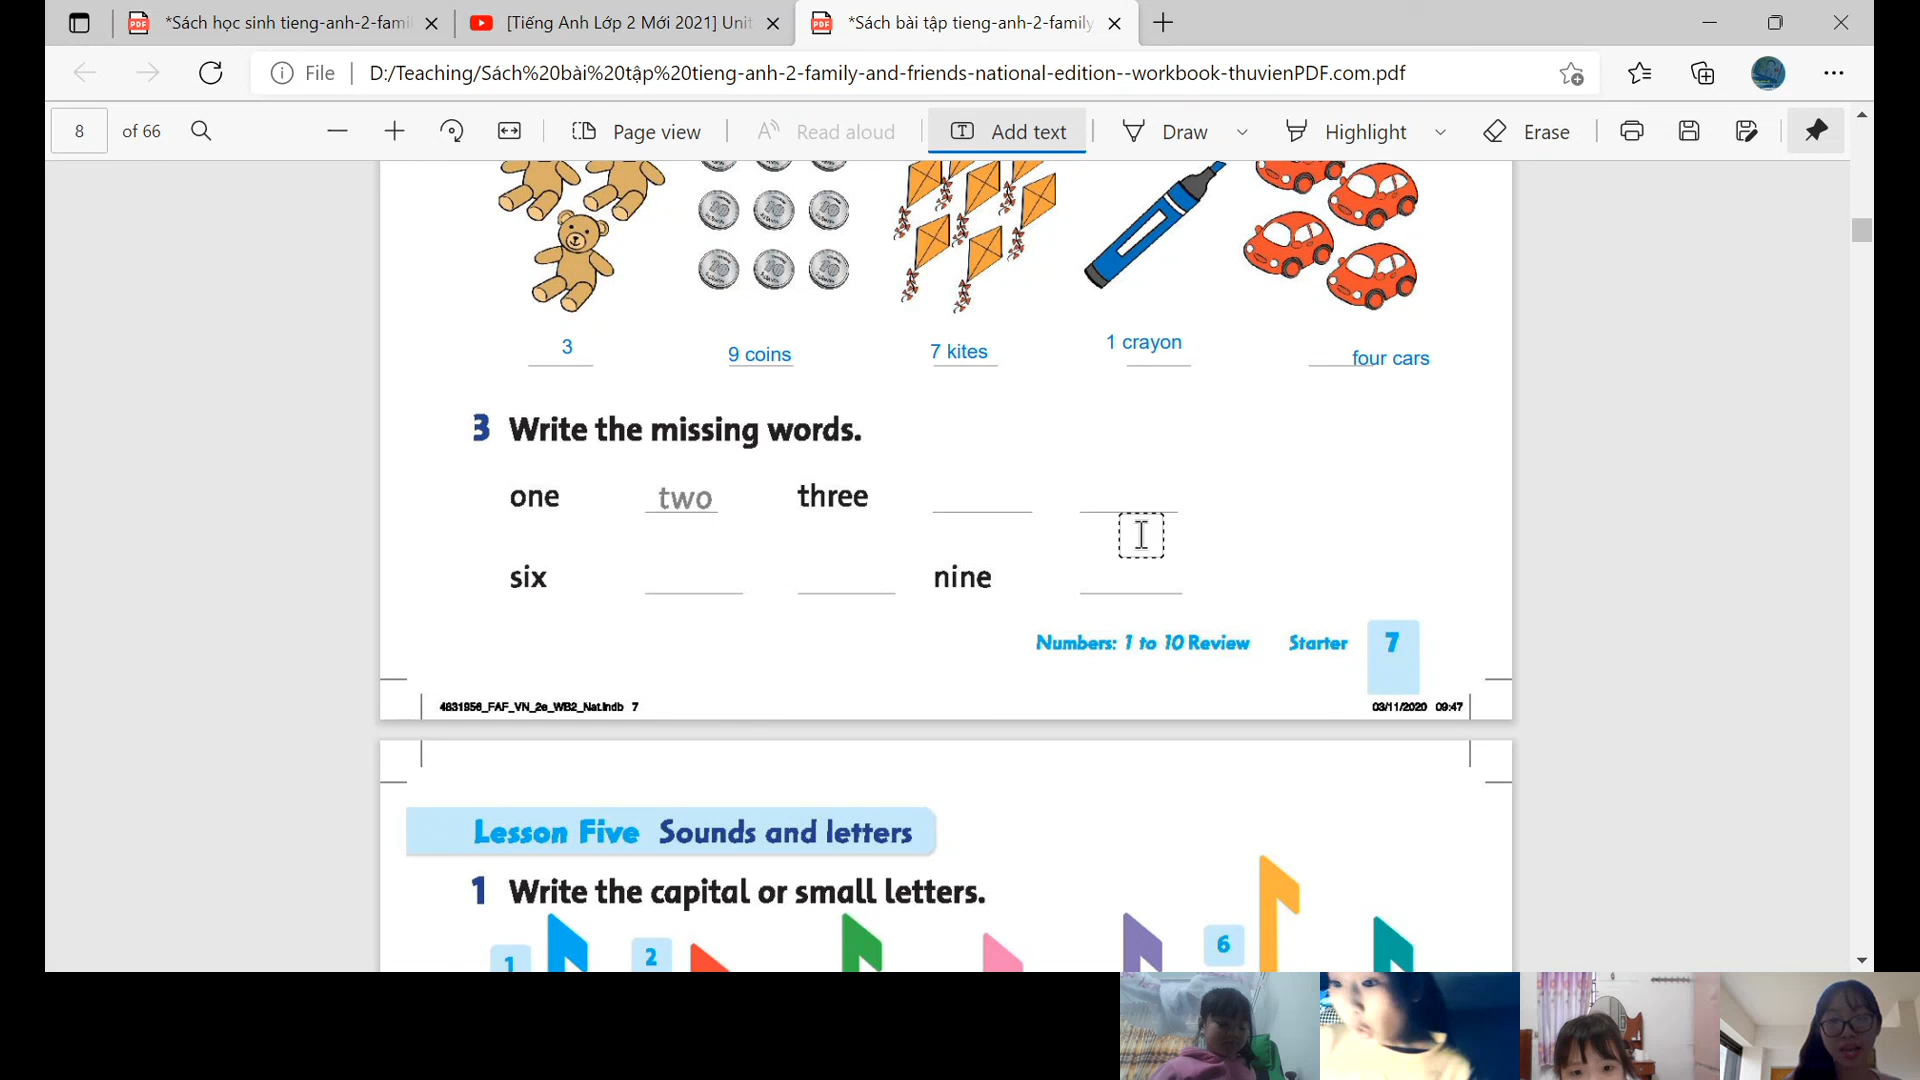 *Sách học sinh tieng-anh-2-fami
[Tiếng Anh Lớp 2 Mới 2021] Unit
*Sách bài tập tieng-anh-2-family
File
D:/Teaching/Sách%20bài%20tập%20tieng-anh-2-family-and-friends-national-edition--workbook-thuvienPDF.com.pdf
8 of 66
Page view
Read aloud
Add text
Draw
Highlight
Erase
3
9 coins
7 kites
1 crayon
four cars
3 Write the missing words.
one two three
six nine
Numbers: 1 to 10 Review Starter 7
4831956_FAF_VN_2e_WB2_Nat.indb 7
03/11/2020 09:47
Lesson Five Sounds and letters
1 Write the capital or small letters.
1 2 6